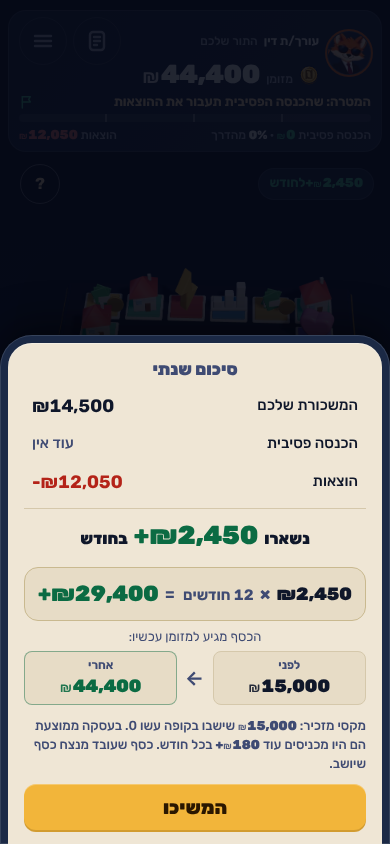 עורך/ת דין התור שלכם
מזומן ₪44,400
המטרה: שהכנסה הפסיבית תעבור את ההוצאות
הכנסה פסיבית ₪0 · 0% מהדרך
הוצאות ₪12,050
+₪2,450 לחודש
?
סיכום שנתי
המשכורת שלכם ₪14,500
הכנסה פסיבית עוד אין
הוצאות -₪12,050
נשארו +₪2,450 בחודש
₪2,450 × 12 חודשים = +₪29,400
הכסף מגיע למזומן עכשיו:
לפני
₪15,000
←
אחרי
₪44,400
מקסי מזכיר: ₪15,000 שישבו בקופה עשו 0. בעסקה ממוצעת
הם היו מכניסים עוד +₪180 בכל חודש. כסף שעובד מנצח כסף
שיושב.
המשיכו